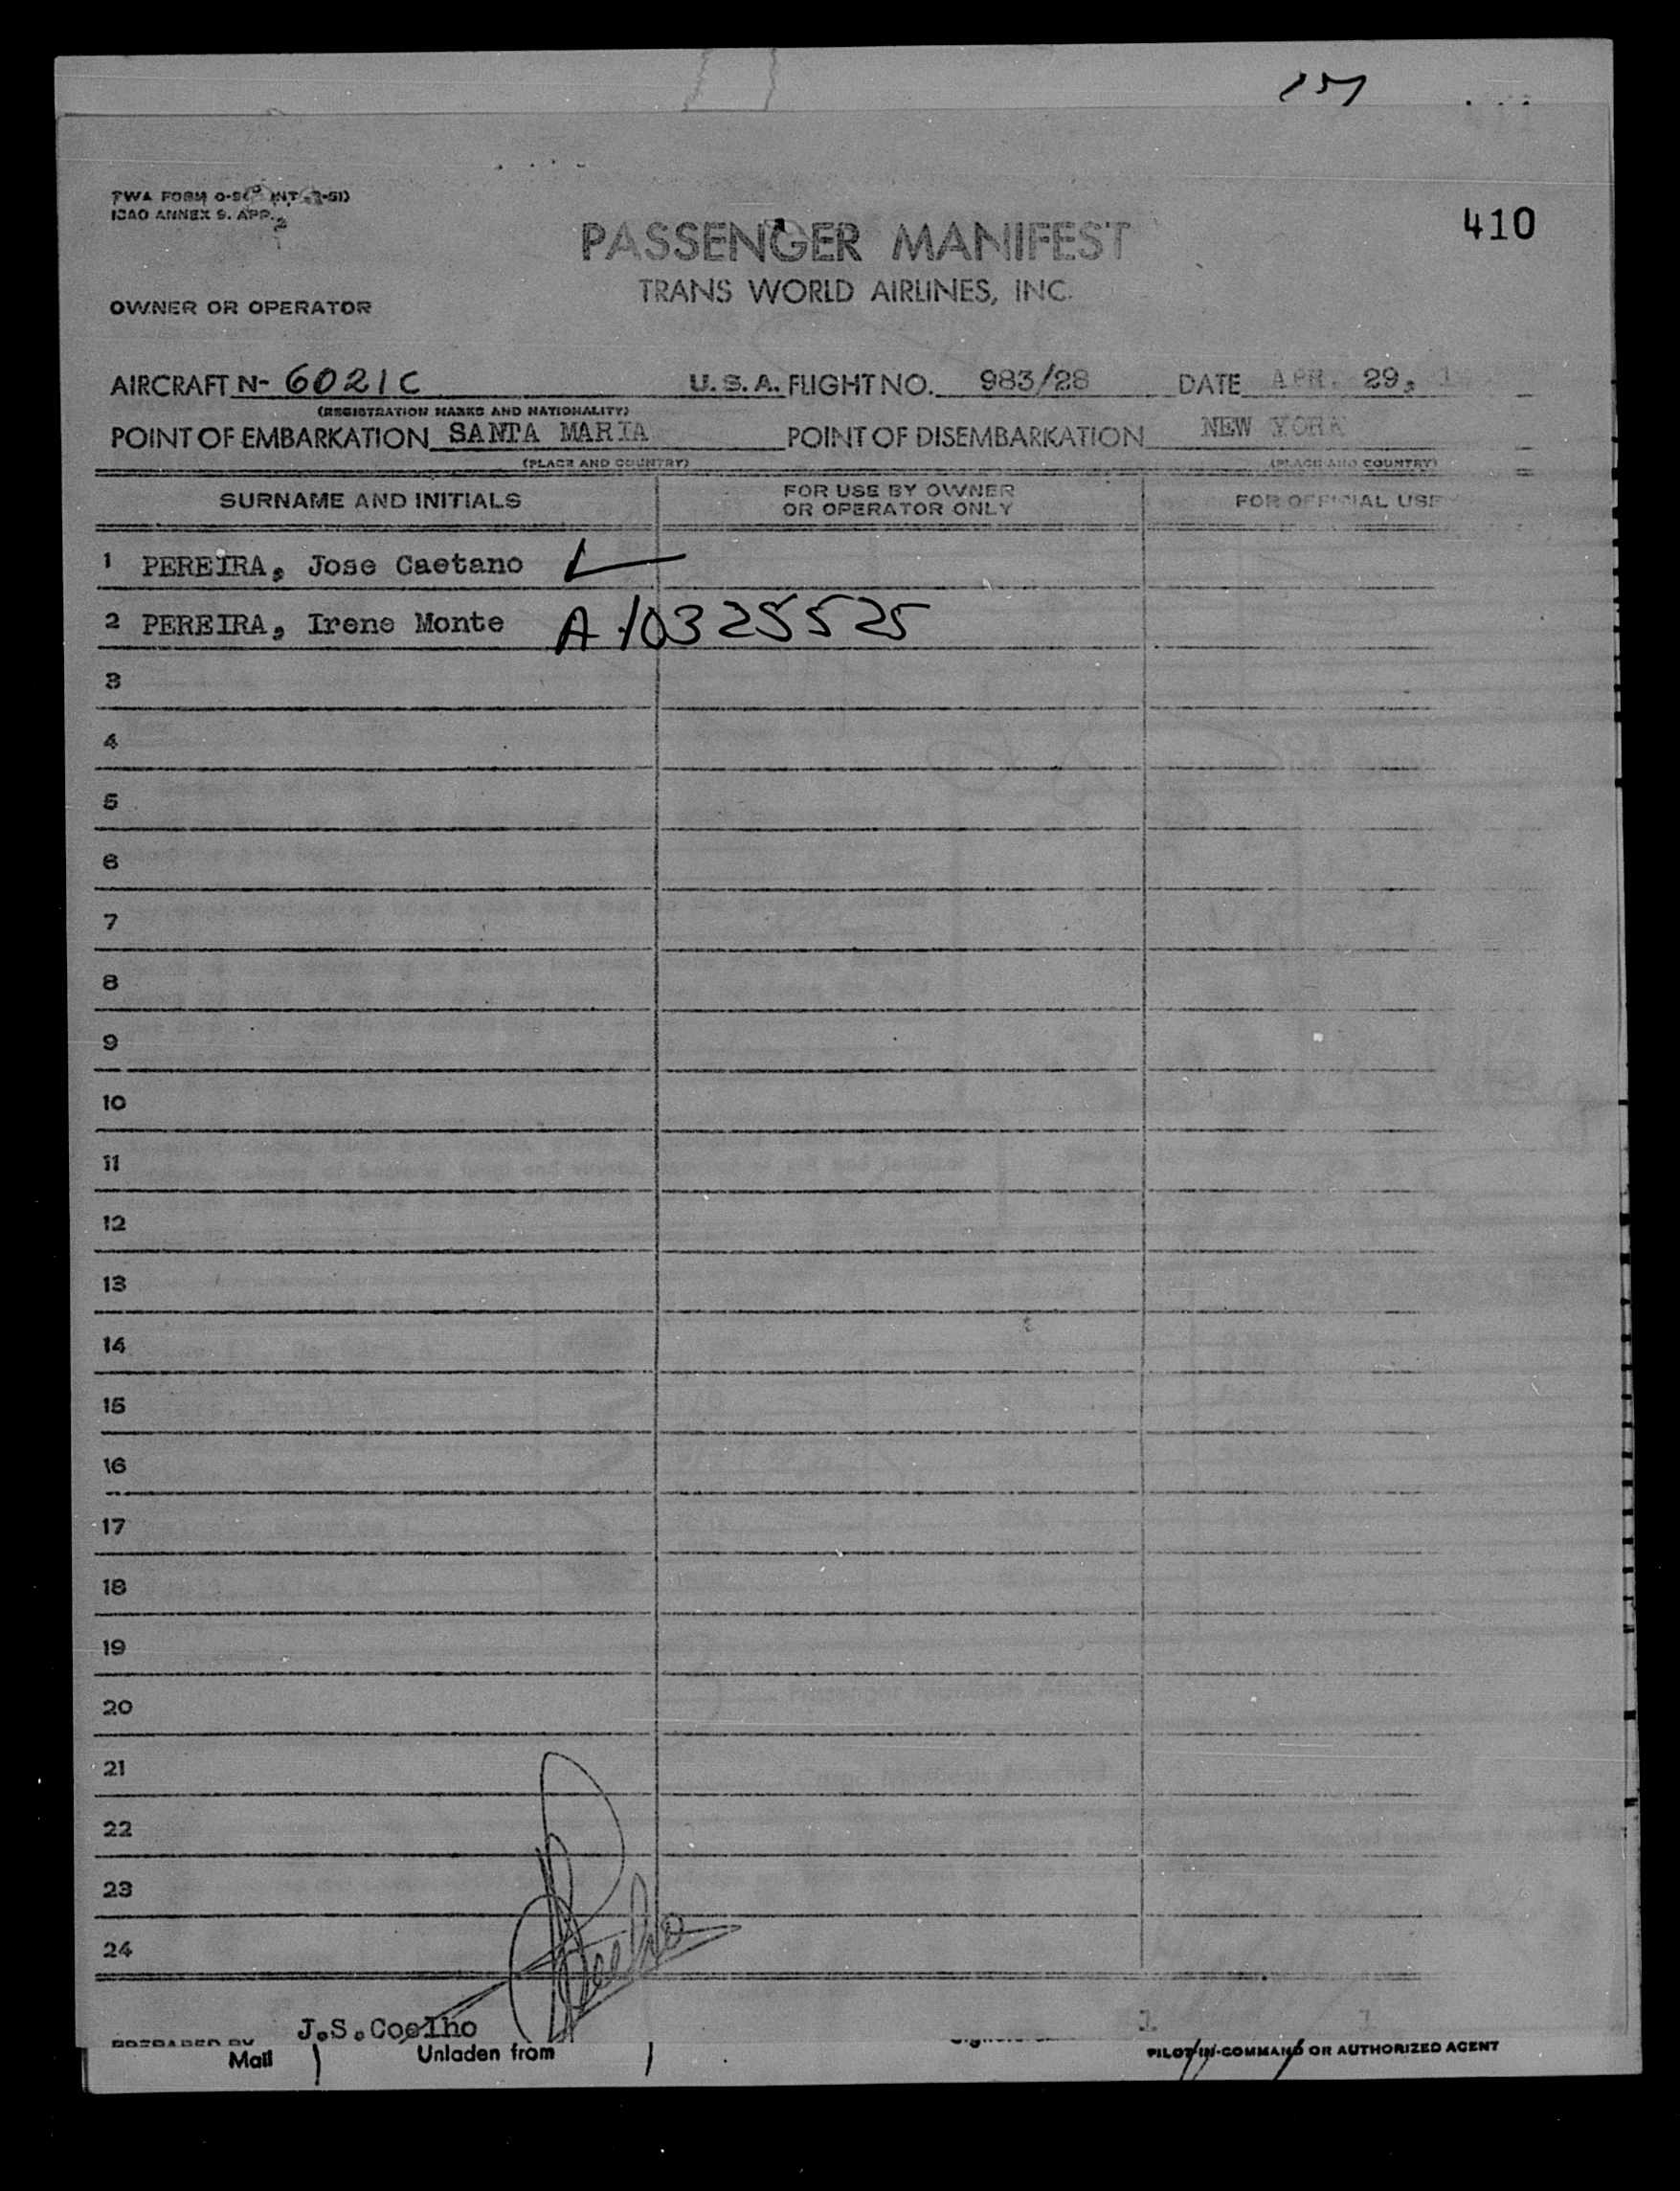 151
TWA FORM
ICAO ANNEX 9. APP. 2
410
PASSENGER MANIFEST
TRANS WORLD AIRLINES, INC.
OWNER OR OPERATOR
AIRCRAFT N- 6021C U. S. A. FLIGHT NO. 983/28 DATE APR. 29, 1
(REGISTRATION MARKS AND NATIONALITY)
POINT OF EMBARKATION SANTA MARIA POINT OF DISEMBARKATION NEW YORK
(PLACE AND COUNTRY) (PLACE AND COUNTRY)
SURNAME AND INITIALS FOR USE BY OWNER OR OPERATOR ONLY FOR OFFICIAL USE
1 PEREIRA, Jose Caetano
2 PEREIRA, Irene Monte A10325525
3
4
5
6
7
8
9
10
11
12
13
14
15
16
17
18
19
20
21
22
23
24
Coelho
PREPARED BY J.S.Coelho
Mail Unladen from PILOT-IN-COMMAND OR AUTHORIZED AGENT